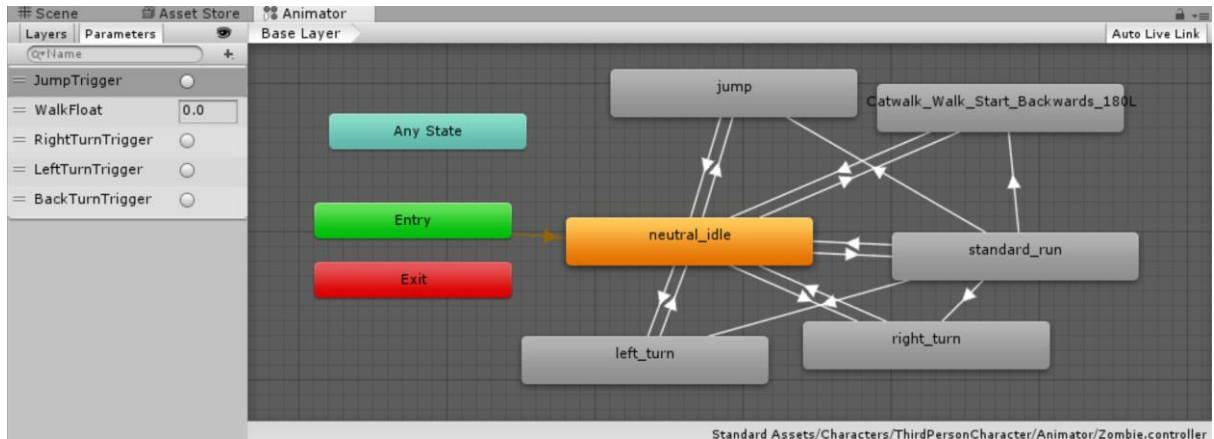 Scene
Asset Store
Animator
Layers
Parameters
Base Layer
Auto Live Link
Name
JumpTrigger
WalkFloat
0.0
RightTurnTrigger
LeftTurnTrigger
BackTurnTrigger
jump
Catwalk_Walk_Start_Backwards_180L
Any State
Entry
neutral_idle
standard_run
Exit
right_turn
left_turn
Standard Assets/Characters/ThirdPersonCharacter/Animator/Zombie.controller